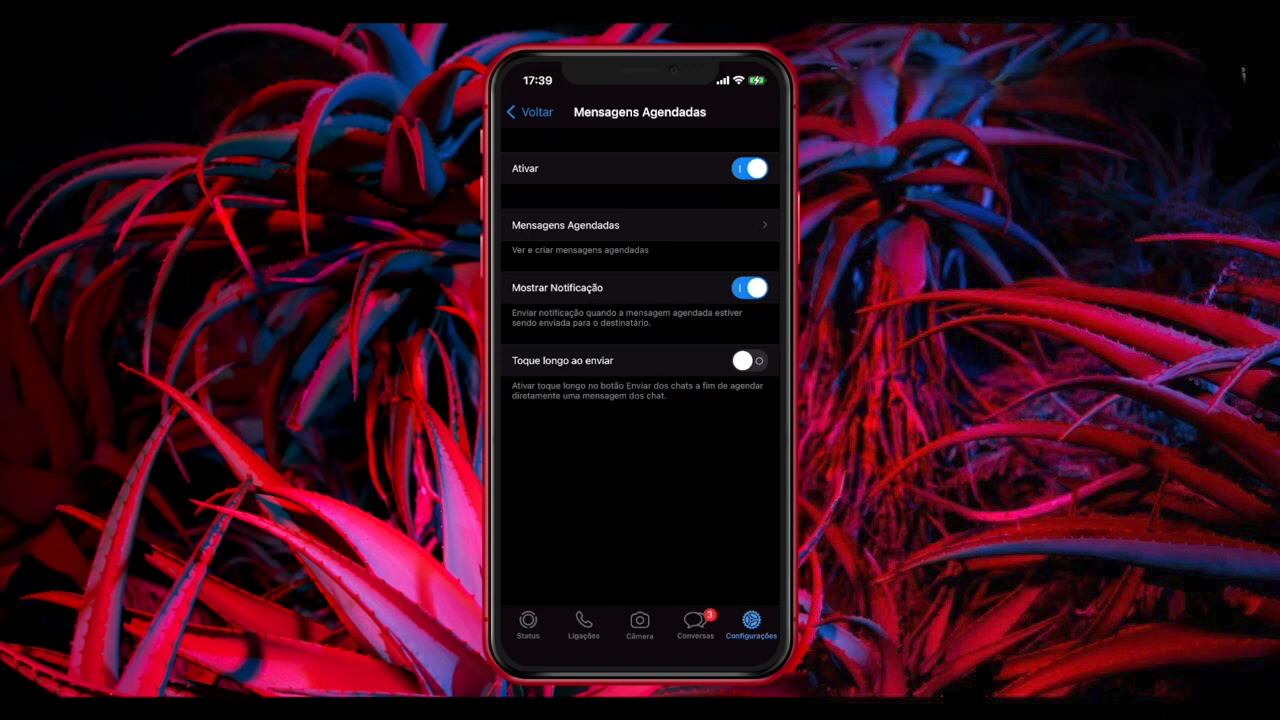 17:39
Voltar
Mensagens Agendadas
Ativar
Mensagens Agendadas
Ver e criar mensagens agendadas
Mostrar Notificação
Enviar notificação quando a mensagem agendada estiver
sendo enviada para o destinatário.
Toque longo ao enviar
Ativar toque longo no botão Enviar dos chats a fim de agendar
diretamente uma mensagem dos chat.
3
Status
Ligações
Câmera
Conversas
Configurações